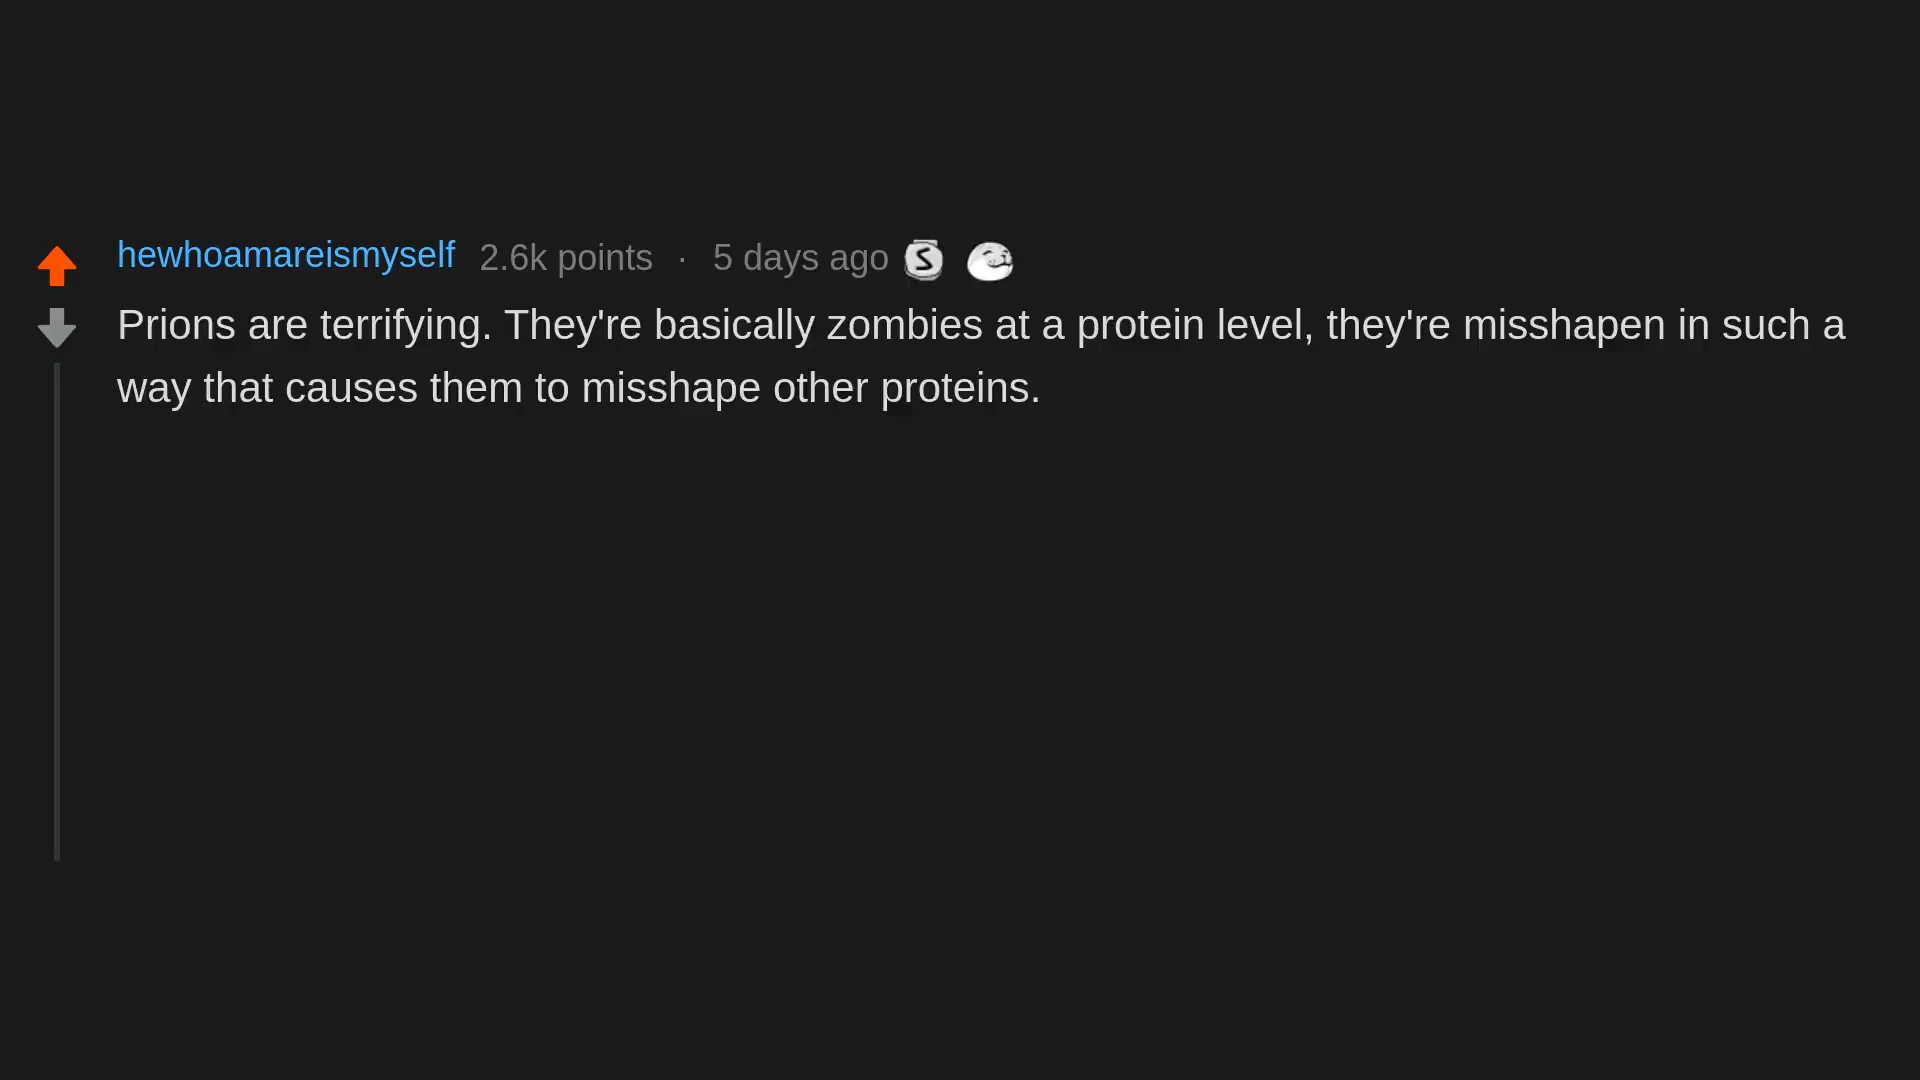 hewhoamareismyself 2.6k points · 5 days ago S
Prions are terrifying. They're basically zombies at a protein level, they're misshapen in such a
way that causes them to misshape other proteins.